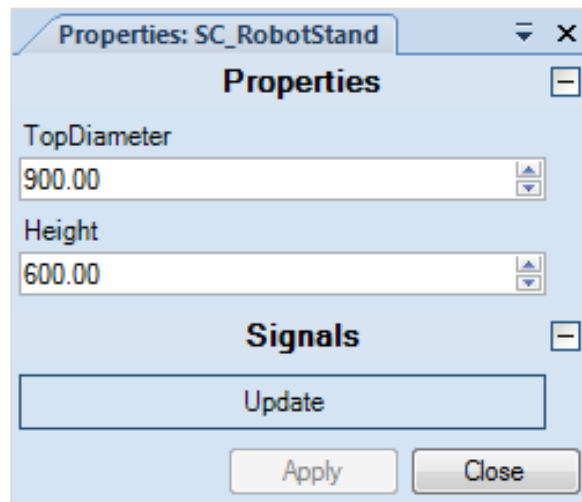 Properties: SC_RobotStand
Properties
TopDiameter
900.00
Height
600.00
Signals
Update
Apply Close